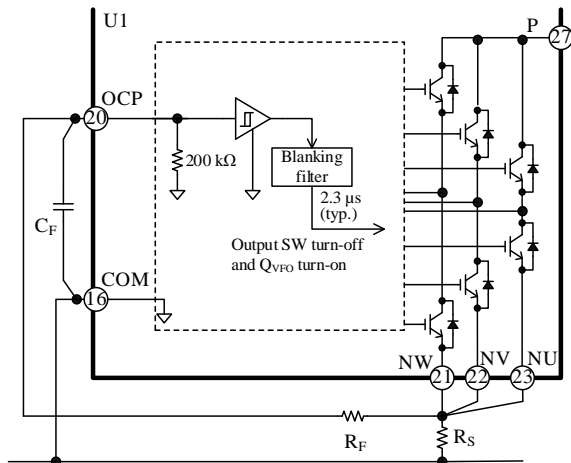 U1
P
27
OCP
20
200 kΩ
Blanking
filter
2.3 µs
(typ.)
Output SW turn-off
and QVFO turn-on
CF
COM
16
NW
NV
NU
21
22
23
RF
RS